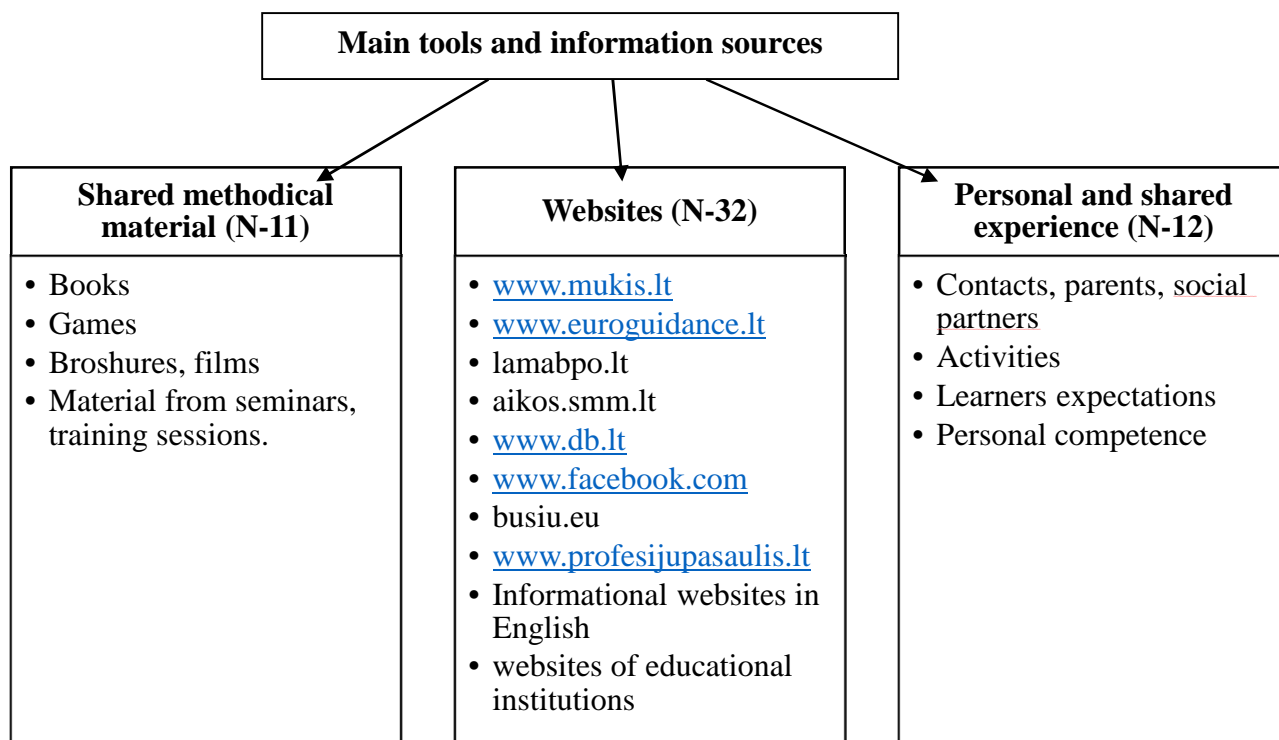 Main tools and information sources
Shared methodical
material (N-11)
• Books
• Games
• Broshures, films
• Material from seminars,
training sessions.
Websites (N-32)
• www.mukis.lt
• www.euroguidance.lt
• lamabpo.lt
• aikos.smm.lt
• www.db.lt
• www.facebook.com
• busiu.eu
• www.profesijupasaulis.lt
• Informational websites in
English
• websites of educational
institutions
Personal and shared
experience (N-12)
• Contacts, parents, social
partners
• Activities
• Learners expectations
• Personal competence